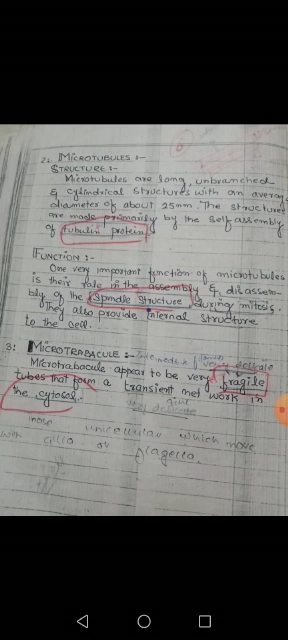 2: MICROTUBULES :-
STRUCTURE :-
Microtubules are long, unbranched
& cylindrical structures with an average
diameter of about 25nm. The structures
are made primarily by the self assembly
of tubulin protein
FUNCTION :-
One very important function of microtubules
is their role in the assembly & disassem-
bly of the Spindle Structure during mitosis.
They also provide internal structure
to the cell.
3: MICROTRABACULE :-
Microtrabacula appear to be very fragile
tubes that form a transient net work in
the cytosol.
unicellular which move
with cilia or
flagella.